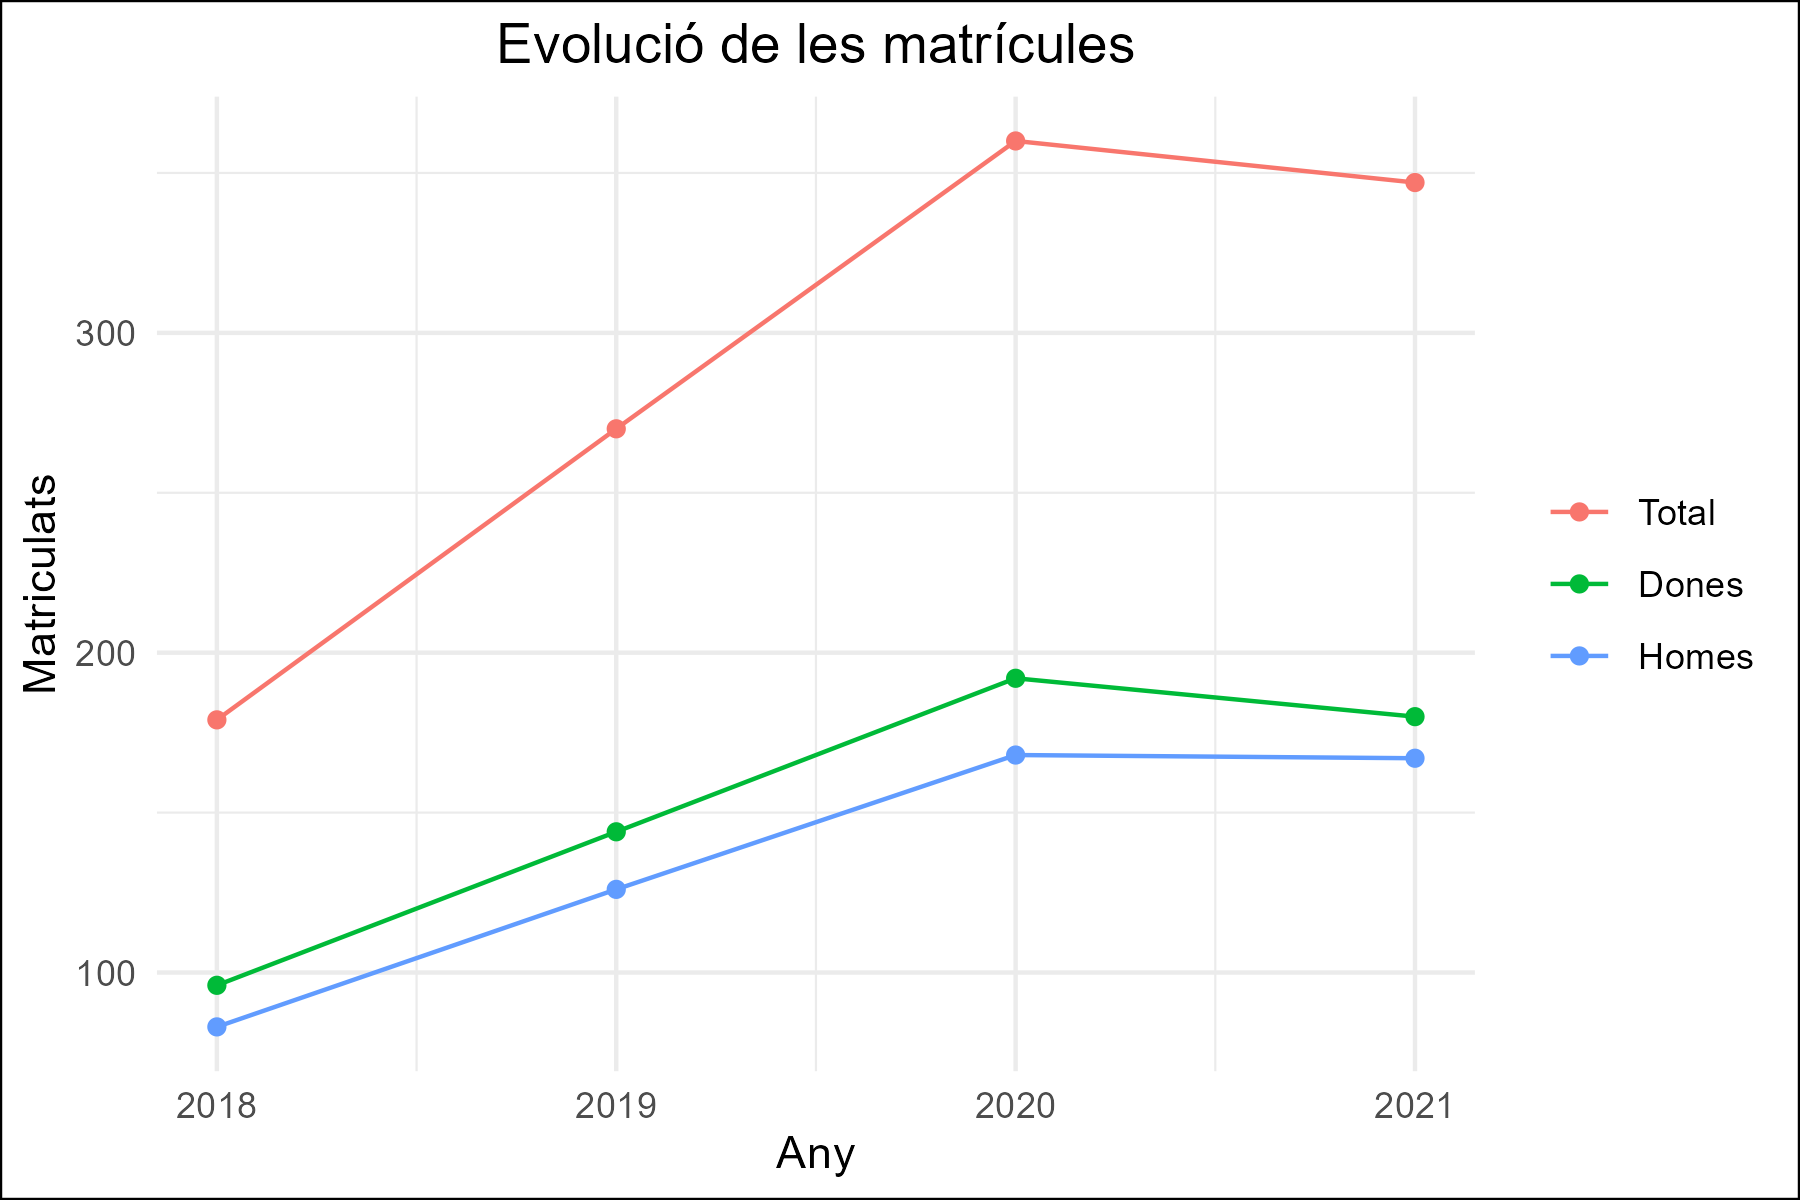 Evolució de les matrícules
Matriculats
300
200
100
2018
2019
2020
2021
Any
Total
Dones
Homes